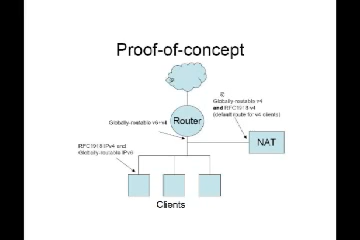 Proof-of-concept
Globally-routable v4
and RFC1918 v4
(default route for v4 clients)
Router
Globally-routable v6+v4
NAT
RFC1918 IPv4 and
Globally-routable IPv6
Clients